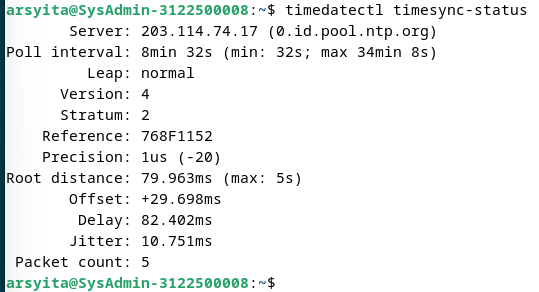 arsyita@SysAdmin-3122500008:~$ timedatectl timesync-status
Server: 203.114.74.17 (0.id.pool.ntp.org)
Poll interval: 8min 32s (min: 32s; max 34min 8s)
Leap: normal
Version: 4
Stratum: 2
Reference: 768F1152
Precision: 1us (-20)
Root distance: 79.963ms (max: 5s)
Offset: +29.698ms
Delay: 82.402ms
Jitter: 10.751ms
Packet count: 5
arsyita@SysAdmin-3122500008:~$